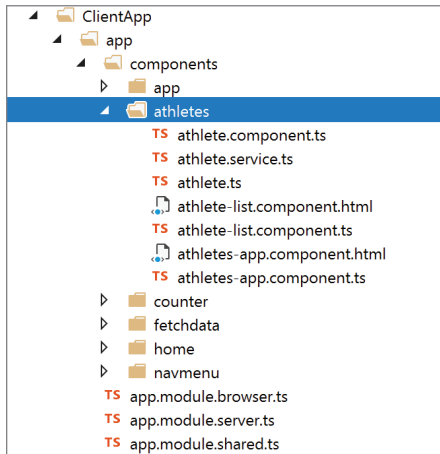 ClientApp
app
components
app
athletes
TS athlete.component.ts
TS athlete.service.ts
TS athlete.ts
athlete-list.component.html
TS athlete-list.component.ts
athletes-app.component.html
TS athletes-app.component.ts
counter
fetchdata
home
navmenu
TS app.module.browser.ts
TS app.module.server.ts
TS app.module.shared.ts